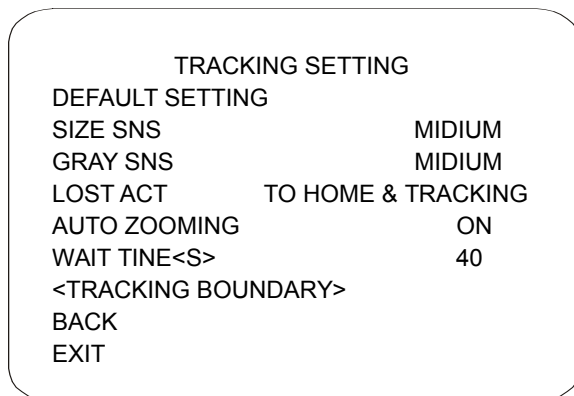 TRACKING SETTING
DEFAULT SETTING
SIZE SNS MIDIUM
GRAY SNS MIDIUM
LOST ACT TO HOME & TRACKING
AUTO ZOOMING ON
WAIT TINE<S> 40
<TRACKING BOUNDARY>
BACK
EXIT